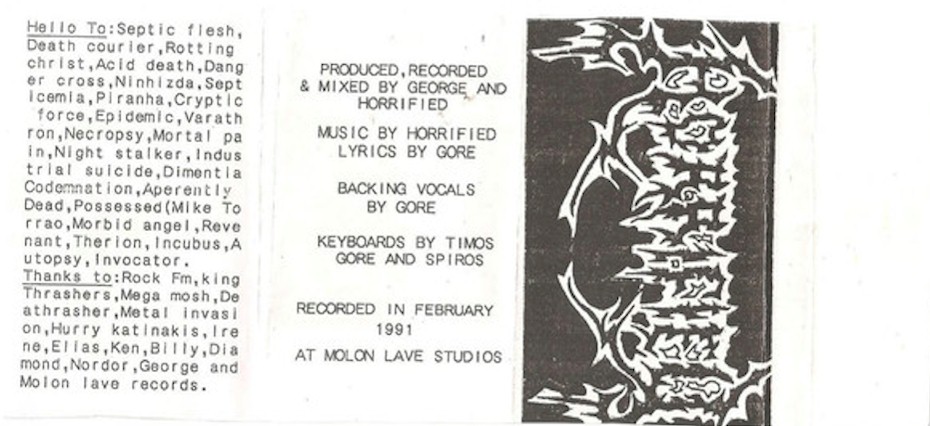 Hello To:Septic flesh,
Death courier,Rotting
christ,Acid death,Dang
er cross,Ninhizda,Sept
icemia,Piranha,Cryptic
force,Epidemic,Varath
ron,Necropsy,Mortal pa
in,Night stalker,Indus
trial suicide,Dimentia
Codemnation,Aperently
Dead,Possessed(Mike To
rrao,Morbid angel,Reve
nant,Therion,Incubus,A
utopsy,Invocator.
Thanks to:Rock Fm,king
Thrashers,Mega mosh,De
athrasher,Metal invasi
on,Hurry katinakis,Ire
ne,Elias,Ken,Billy,Dia
mond,Nordor,George and
Molon lave records.
PRODUCED,RECORDED
& MIXED BY GEORGE AND
HORRIFIED
MUSIC BY HORRIFIED
LYRICS BY GORE
BACKING VOCALS
BY GORE
KEYBOARDS BY TIMOS
GORE AND SPIROS
RECORDED IN FEBRUARY
1991
AT MOLON LAVE STUDIOS